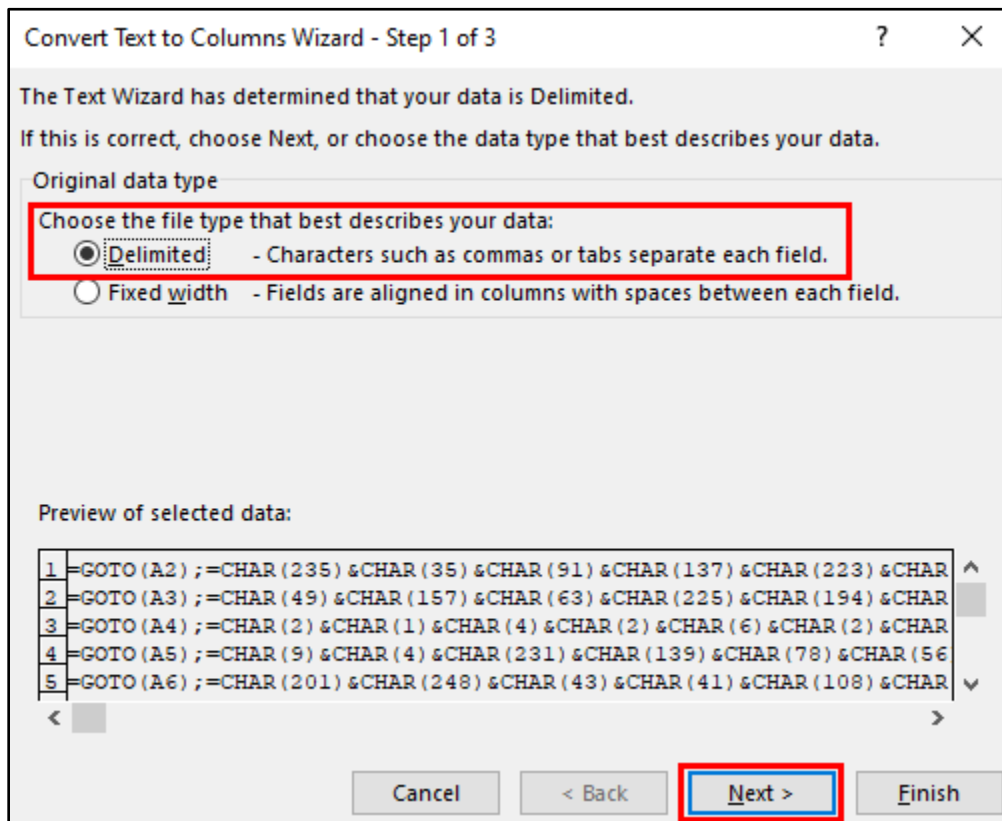 Convert Text to Columns Wizard - Step 1 of 3 ? ×
The Text Wizard has determined that your data is Delimited.
If this is correct, choose Next, or choose the data type that best describes your data.
Original data type
Choose the file type that best describes your data:
Delimited - Characters such as commas or tabs separate each field.
Fixed width - Fields are aligned in columns with spaces between each field.
Preview of selected data:
1 =GOTO(A2);=CHAR(235)&CHAR(35)&CHAR(91)&CHAR(137)&CHAR(223)&CHAR
2 =GOTO(A3);=CHAR(49)&CHAR(157)&CHAR(63)&CHAR(225)&CHAR(194)&CHAR
3 =GOTO(A4);=CHAR(2)&CHAR(1)&CHAR(4)&CHAR(2)&CHAR(6)&CHAR(2)&CHAR
4 =GOTO(A5);=CHAR(9)&CHAR(4)&CHAR(231)&CHAR(139)&CHAR(78)&CHAR(56
5 =GOTO(A6);=CHAR(201)&CHAR(248)&CHAR(43)&CHAR(41)&CHAR(108)&CHAR
Cancel < Back Next > Finish